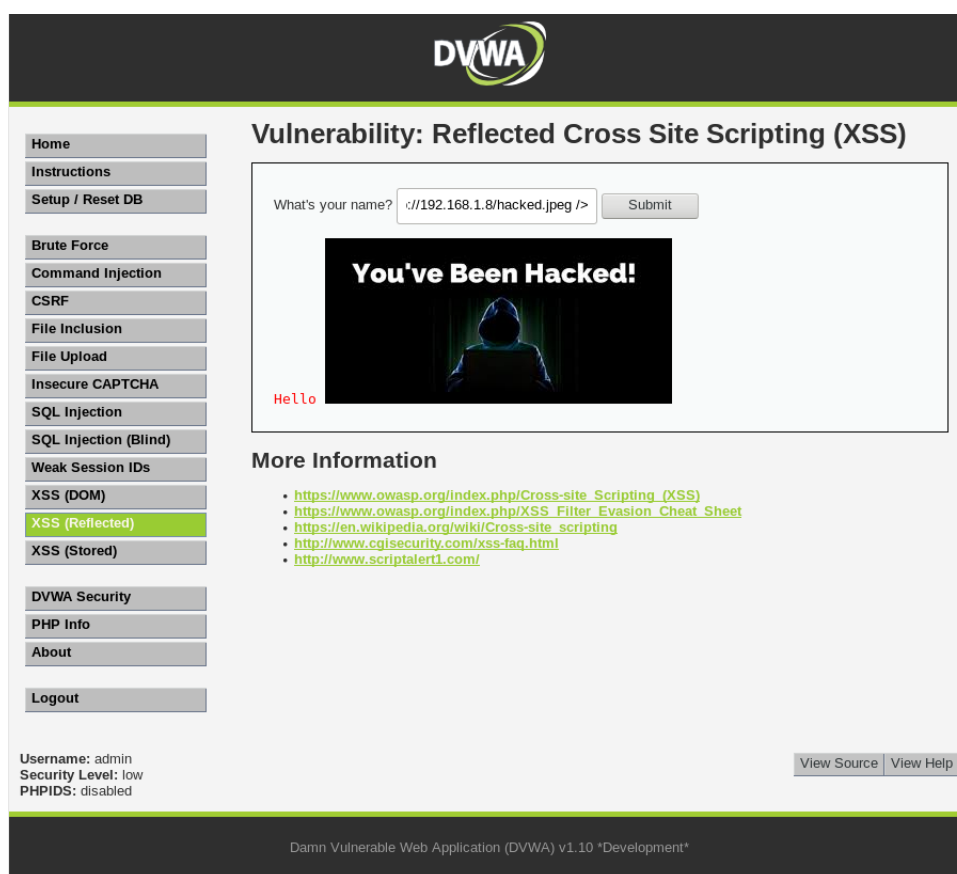 DVWA
Vulnerability: Reflected Cross Site Scripting (XSS)
Home
Instructions
Setup / Reset DB
Brute Force
Command Injection
CSRF
File Inclusion
File Upload
Insecure CAPTCHA
SQL Injection
SQL Injection (Blind)
Weak Session IDs
XSS (DOM)
XSS (Reflected)
XSS (Stored)
DVWA Security
PHP Info
About
Logout
What's your name? ://192.168.1.8/hacked.jpeg /> Submit
You've Been Hacked!
Hello
More Information
• https://www.owasp.org/index.php/Cross-site_Scripting_(XSS)
• https://www.owasp.org/index.php/XSS_Filter_Evasion_Cheat_Sheet
• https://en.wikipedia.org/wiki/Cross-site_scripting
• http://www.cgisecurity.com/xss-faq.html
• http://www.scriptalert1.com/
Username: admin
Security Level: low
PHPIDS: disabled
View Source View Help
Damn Vulnerable Web Application (DVWA) v1.10 *Development*